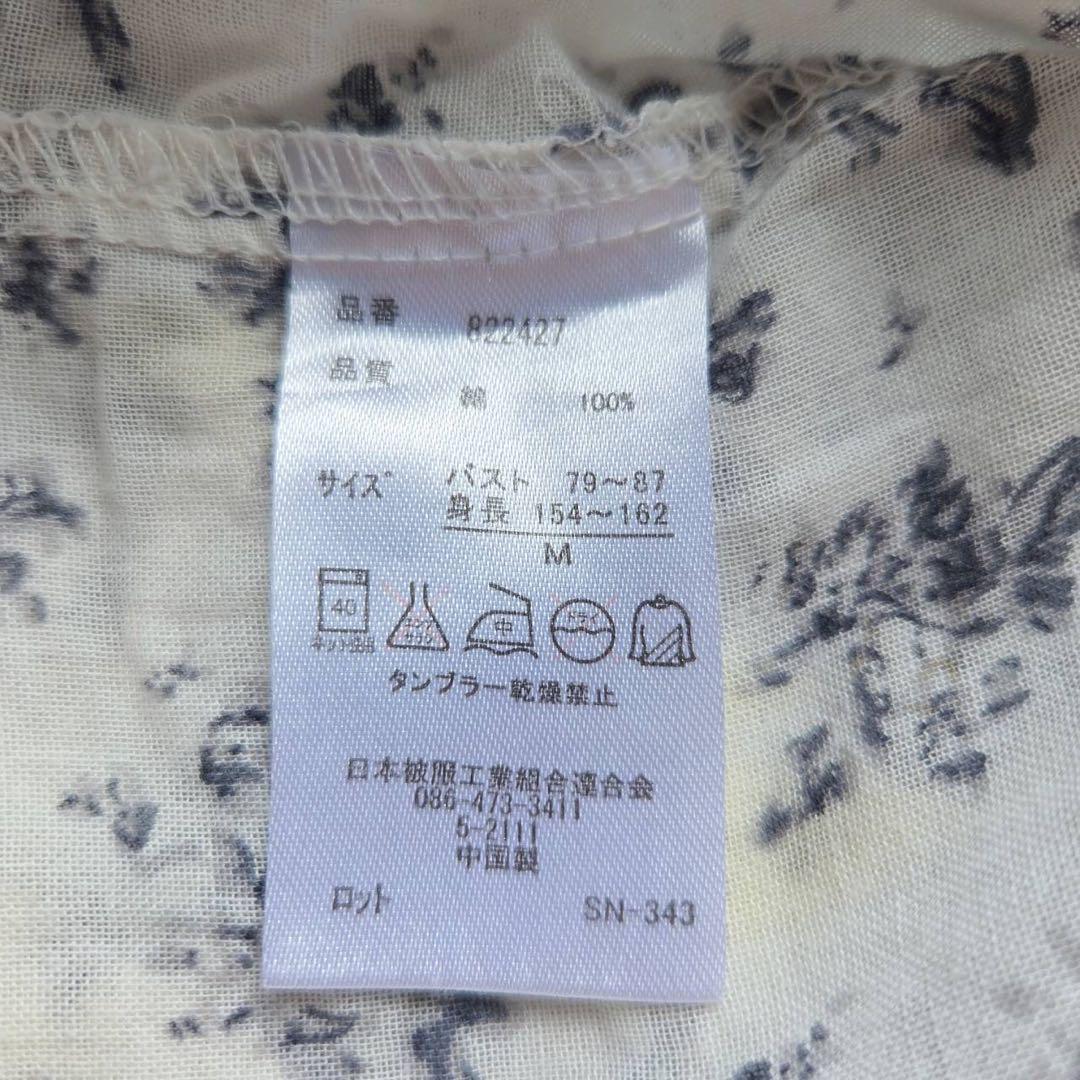 品番 822427
品質
綿 100%
サイズ バスト 79～87
身長 154～162
M
40
中
タンブラー乾燥禁止
日本被服工業組合連合会
086-473-3411
5-2111
中国製
ロット SN-343